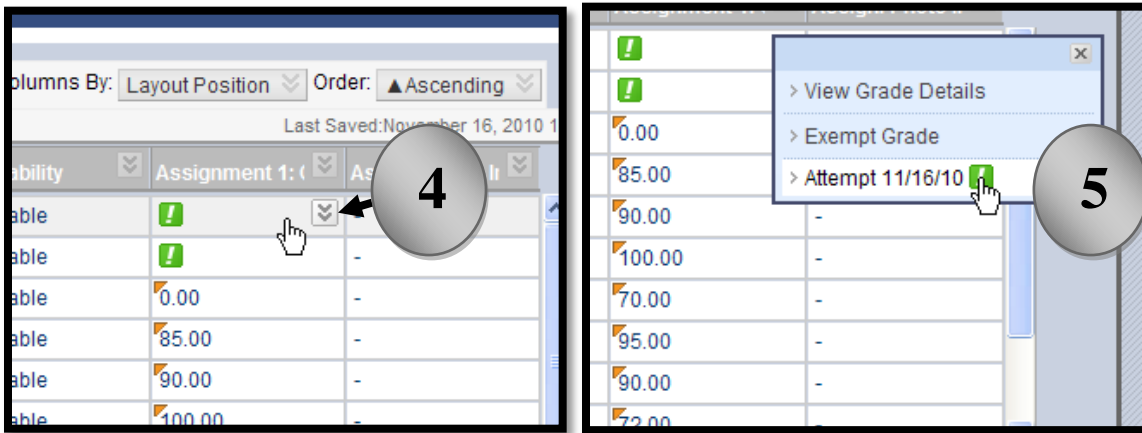 olumns By: Layout Position Order: ▲Ascending
Last Saved:November 16, 2010 1
ability Assignment 1: (
able ! -
able ! -
able 0.00 -
able 85.00 -
able 90.00 -
able 100.00 -
4
!
!
0.00
85.00
90.00 -
100.00 -
70.00 -
95.00 -
90.00 -
72.00 -
> View Grade Details
> Exempt Grade
> Attempt 11/16/10 !
5